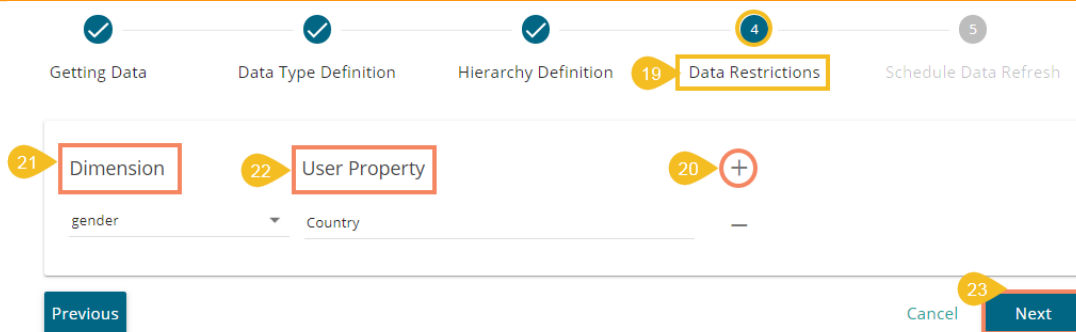 4 5
Getting Data Data Type Definition Hierarchy Definition 19 Data Restrictions Schedule Data Refresh
21 Dimension 22 User Property 20 +
gender Country −
23
Previous Cancel Next